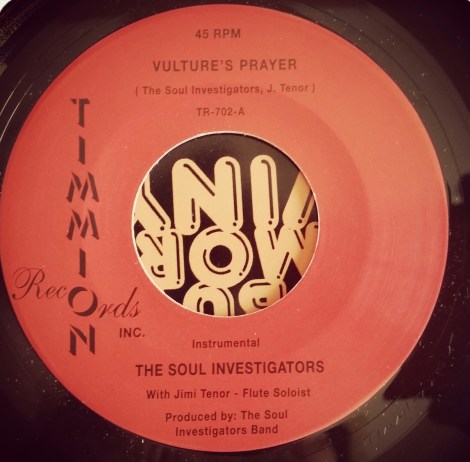 45 RPM
VULTURE'S PRAYER
( The Soul Investigators, J. Tenor )
TR-702-A
TIMMION
Records
INC.
Instrumental
THE SOUL INVESTIGATORS
With Jimi Tenor - Flute Soloist
Produced by: The Soul
Investigators Band